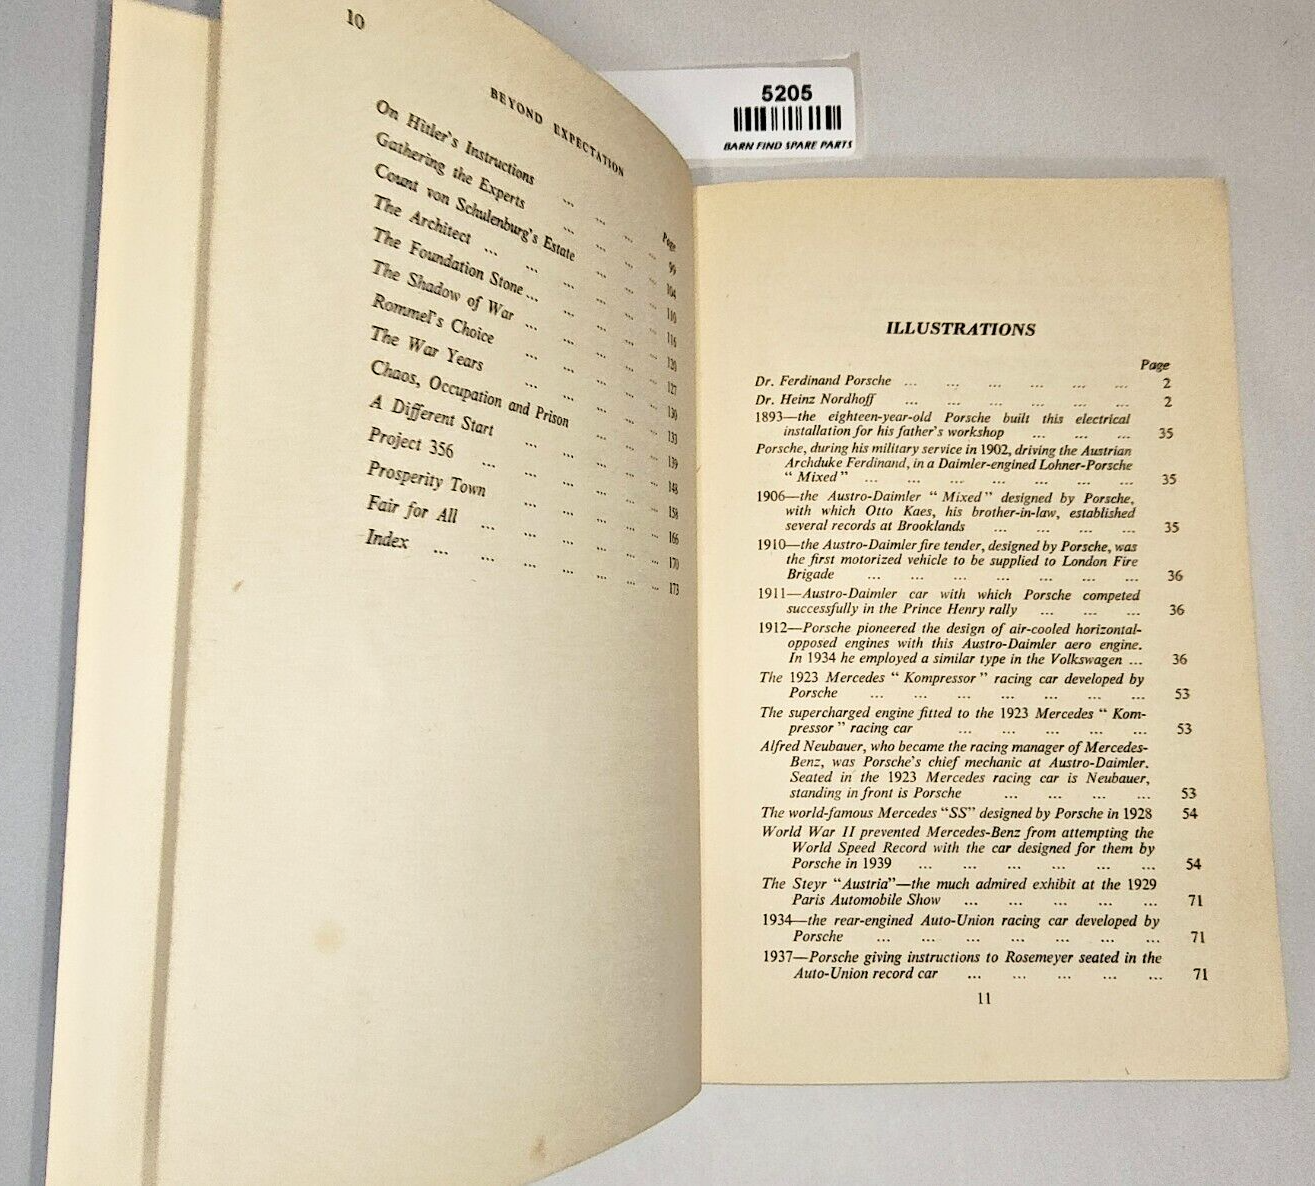 10
BEYOND EXPECTATION
Page
On Hitler's Instructions ... ... ... ... 99
Gathering the Experts ... ... ... ... 104
Count von Schulenburg's Estate ... ... ... 110
The Architect ... ... ... ... ... ... 116
The Foundation Stone ... ... ... ... ... 120
The Shadow of War ... ... ... ... ... 127
Rommel's Choice ... ... ... ... ... 130
The War Years ... ... ... ... ... 133
Chaos, Occupation and Prison ... ... ... 139
A Different Start ... ... ... ... ... 148
Project 356 ... ... ... ... ... ... 158
Prosperity Town ... ... ... ... ... 166
Fair for All ... ... ... ... ... ... 170
Index ... ... ... ... ... ... ... 173
5205
BARN FIND SPARE PARTS
ILLUSTRATIONS
Page
Dr. Ferdinand Porsche ... ... ... ... ... ... 2
Dr. Heinz Nordhoff ... ... ... ... ... ... 2
1893—the eighteen-year-old Porsche built this electrical
installation for his father's workshop ... ... ... 35
Porsche, during his military service in 1902, driving the Austrian
Archduke Ferdinand, in a Daimler-engined Lohner-Porsche
“ Mixed ” ... ... ... ... ... ... ... 35
1906—the Austro-Daimler “ Mixed ” designed by Porsche,
with which Otto Kaes, his brother-in-law, established
several records at Brooklands ... ... ... ... 35
1910—the Austro-Daimler fire tender, designed by Porsche, was
the first motorized vehicle to be supplied to London Fire
Brigade ... ... ... ... ... ... ... 36
1911—Austro-Daimler car with which Porsche competed
successfully in the Prince Henry rally ... ... ... 36
1912—Porsche pioneered the design of air-cooled horizontal-
opposed engines with this Austro-Daimler aero engine.
In 1934 he employed a similar type in the Volkswagen ... 36
The 1923 Mercedes “ Kompressor ” racing car developed by
Porsche ... ... ... ... ... ... ... 53
The supercharged engine fitted to the 1923 Mercedes “ Kom-
pressor ” racing car ... ... ... ... ... 53
Alfred Neubauer, who became the racing manager of Mercedes-
Benz, was Porsche's chief mechanic at Austro-Daimler.
Seated in the 1923 Mercedes racing car is Neubauer,
standing in front is Porsche ... ... ... ... 53
The world-famous Mercedes “SS” designed by Porsche in 1928 54
World War II prevented Mercedes-Benz from attempting the
World Speed Record with the car designed for them by
Porsche in 1939 ... ... ... ... ... ... 54
The Steyr “Austria”—the much admired exhibit at the 1929
Paris Automobile Show ... ... ... ... ... 71
1934—the rear-engined Auto-Union racing car developed by
Porsche ... ... ... ... ... ... ... 71
1937—Porsche giving instructions to Rosemeyer seated in the
Auto-Union record car ... ... ... ... ... 71
11